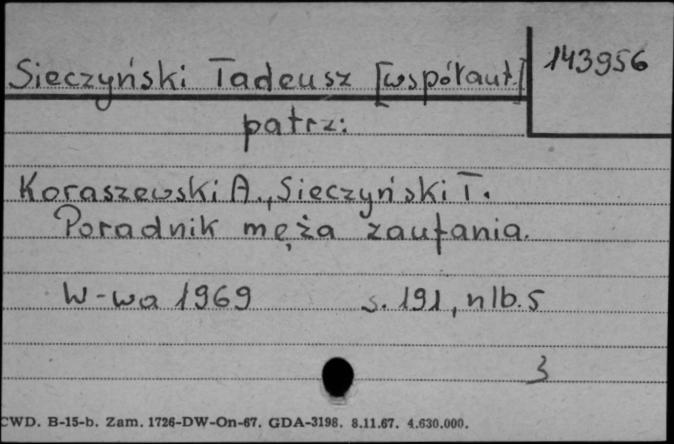 Sieczyński Tadeusz [współaut.]
143956
patrz:
Koraszewski A., Sieczyński T.
Poradnik męża zaufania.
W-wa 1969 s. 191, nlb. 5
3
CWD. B-15-b. Zam. 1726-DW-On-67. GDA-3198. 8.11.67. 4.630.000.